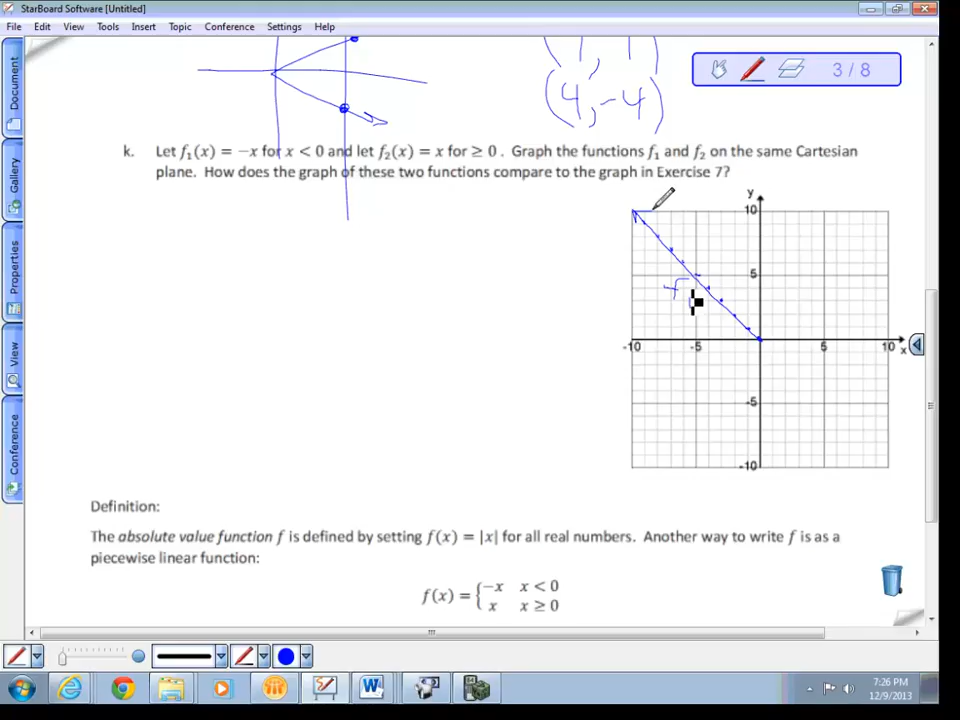 StarBoard Software [Untitled]
File Edit View Tools Insert Topic Conference Settings Help
3 / 8
Document
Gallery
Properties
View
Conference
(4, -4)
k. Let f₁(x) = −x for x < 0 and let f₂(x) = x for ≥ 0 . Graph the functions f₁ and f₂ on the same Cartesian
plane. How does the graph of these two functions compare to the graph in Exercise 7?
y
10
5
-10 -5 5 10 x
-5
-10
f
Definition:
The absolute value function f is defined by setting f(x) = |x| for all real numbers. Another way to write f is as a
piecewise linear function:
f(x) = {−x x < 0
x x ≥ 0
7:26 PM
12/9/2013